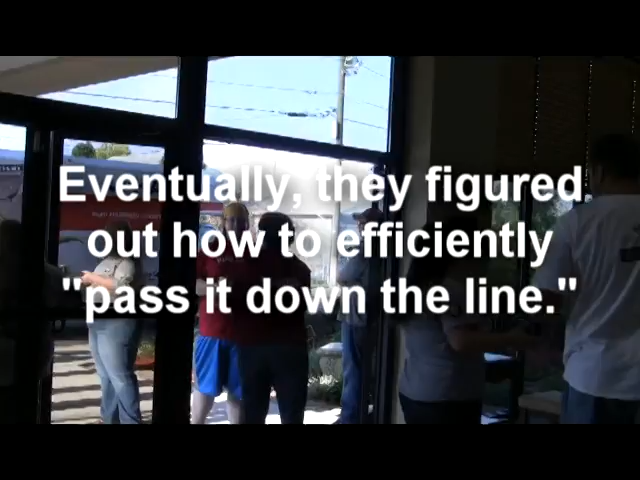 Eventually, they figured
out how to efficiently
"pass it down the line."